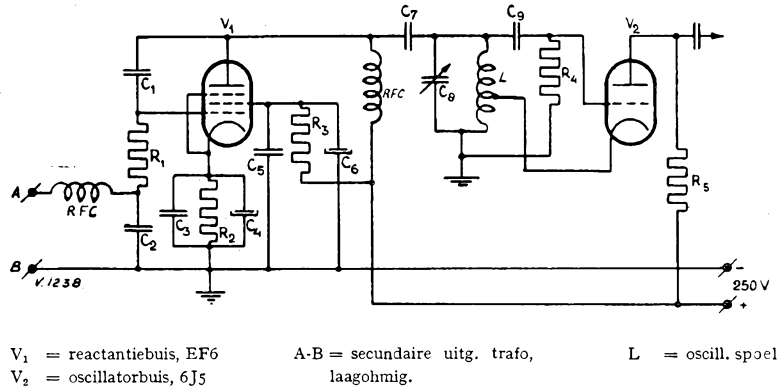 V₁ C₇ C₉ V₂
C₁ RFC C₈ L R₄
R₁ R₃ C₅ C₆ R₅
A RFC
C₂ C₃ R₂ C₄
B − 250V +
V.1238
V₁ = reactantiebuis, EF6 A-B = secundaire uitg. trafo, L = oscill. spoel
V₂ = oscillatorbuis, 6J5 laagohmig.